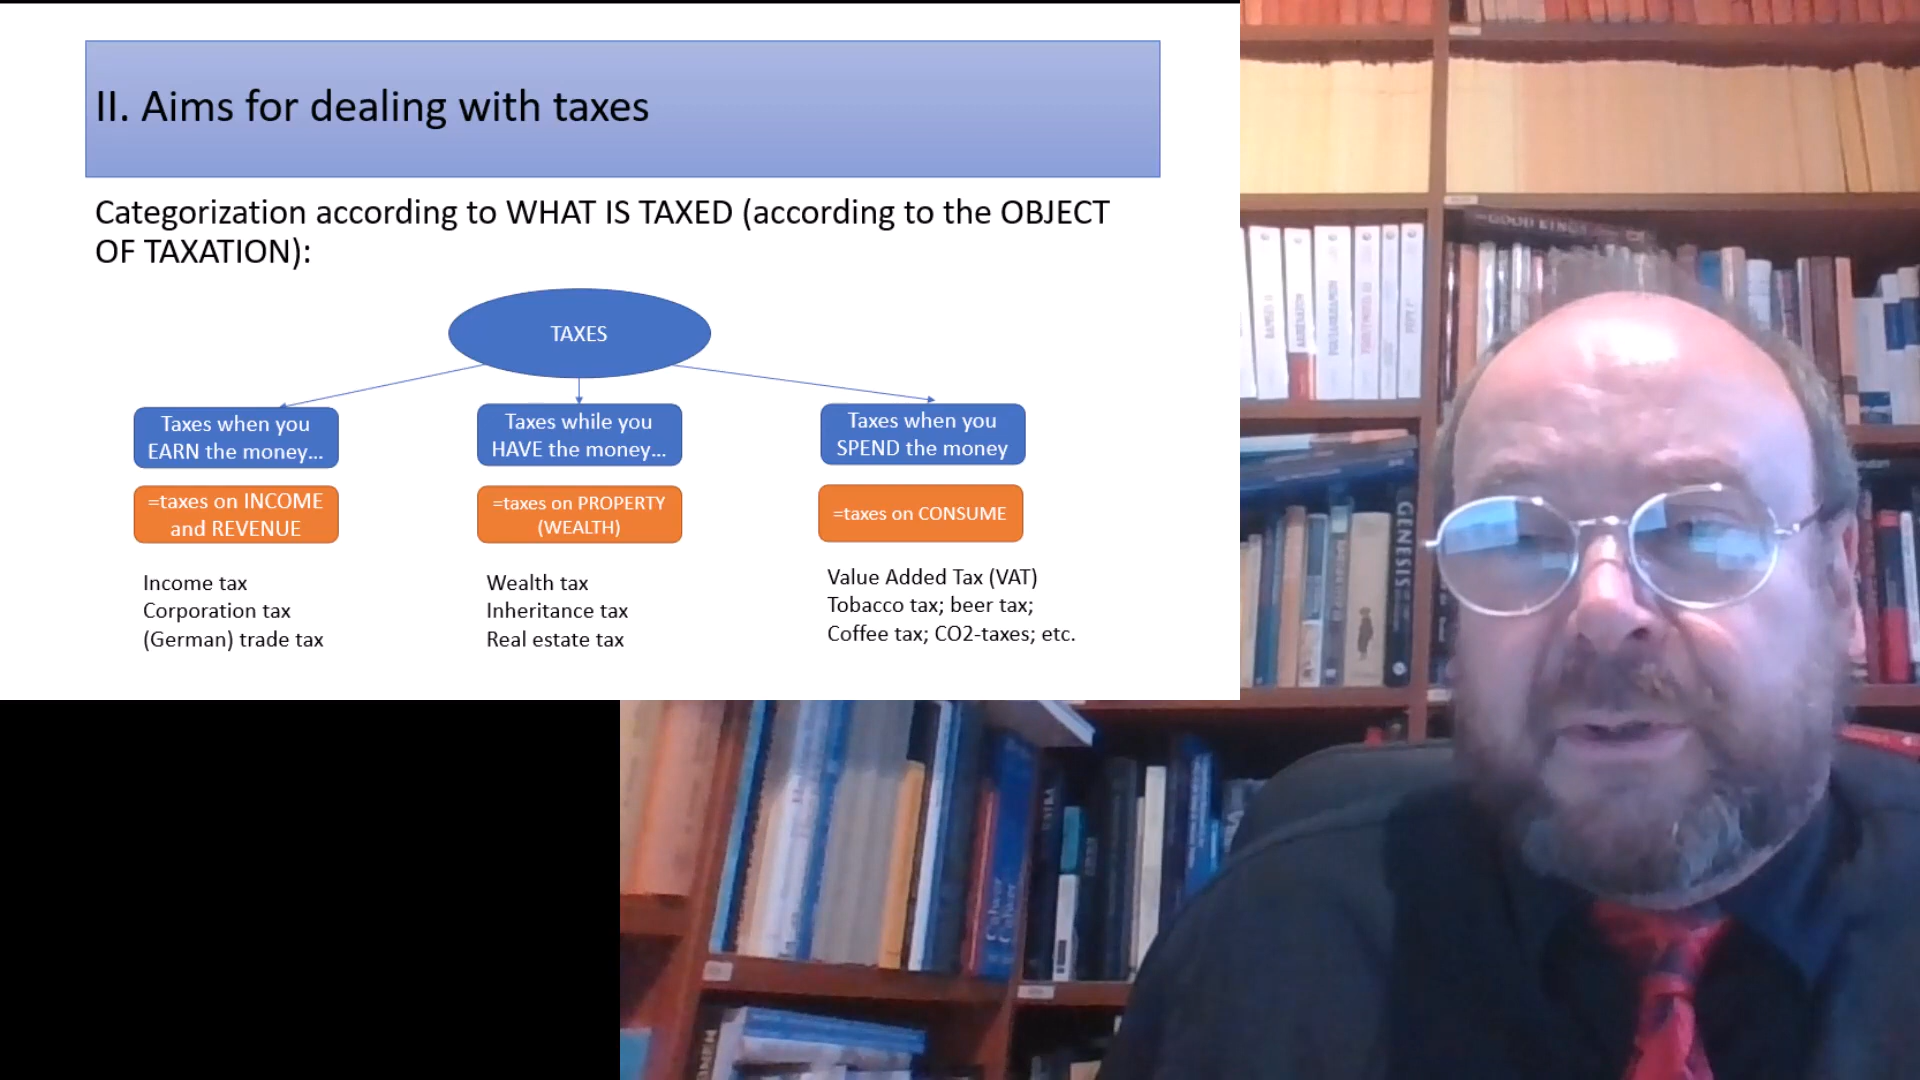 II. Aims for dealing with taxes
Categorization according to WHAT IS TAXED (according to the OBJECT
OF TAXATION):
TAXES
Taxes when you
EARN the money...
Taxes while you
HAVE the money...
Taxes when you
SPEND the money
=taxes on INCOME
and REVENUE
=taxes on PROPERTY
(WEALTH)
=taxes on CONSUME
Income tax
Corporation tax
(German) trade tax
Wealth tax
Inheritance tax
Real estate tax
Value Added Tax (VAT)
Tobacco tax; beer tax;
Coffee tax; CO2-taxes; etc.
GENESIS